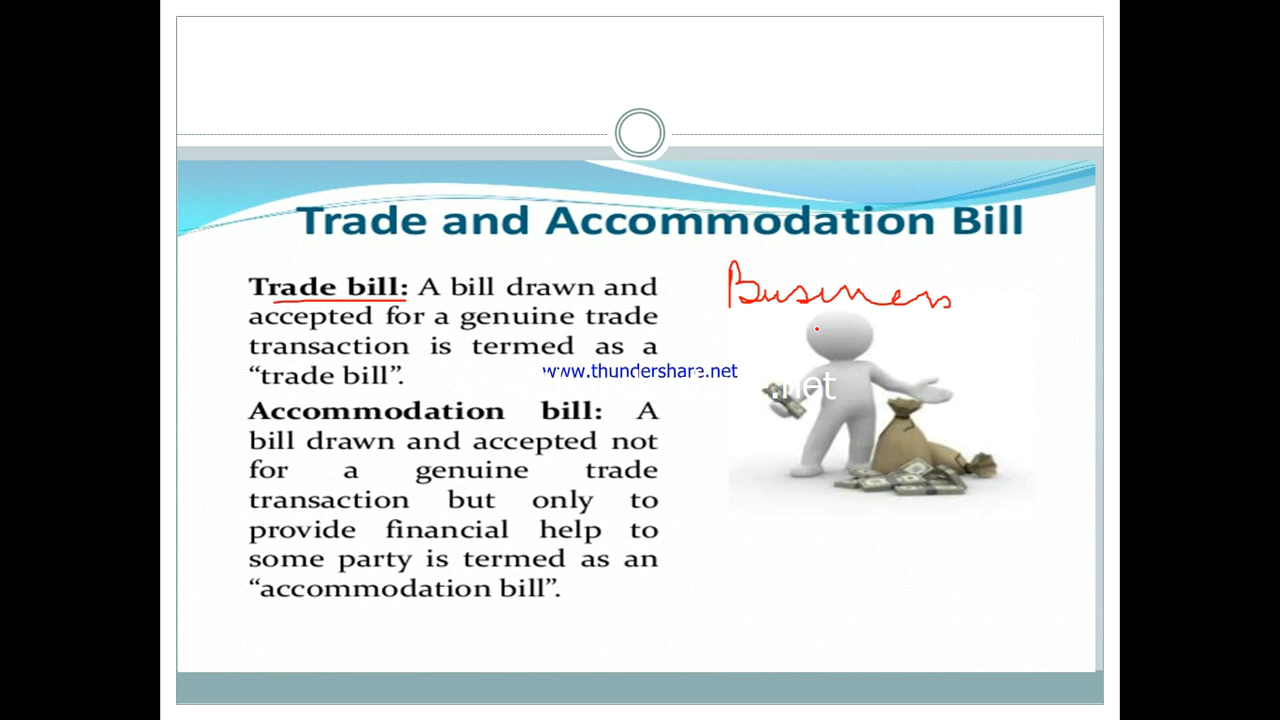 Trade and Accommodation Bill
Trade bill: A bill drawn and
accepted for a genuine trade
transaction is termed as a
“trade bill”.
Business
www.thundershare.net
.net
Accommodation bill: A
bill drawn and accepted not
for a genuine trade
transaction but only to
provide financial help to
some party is termed as an
“accommodation bill”.